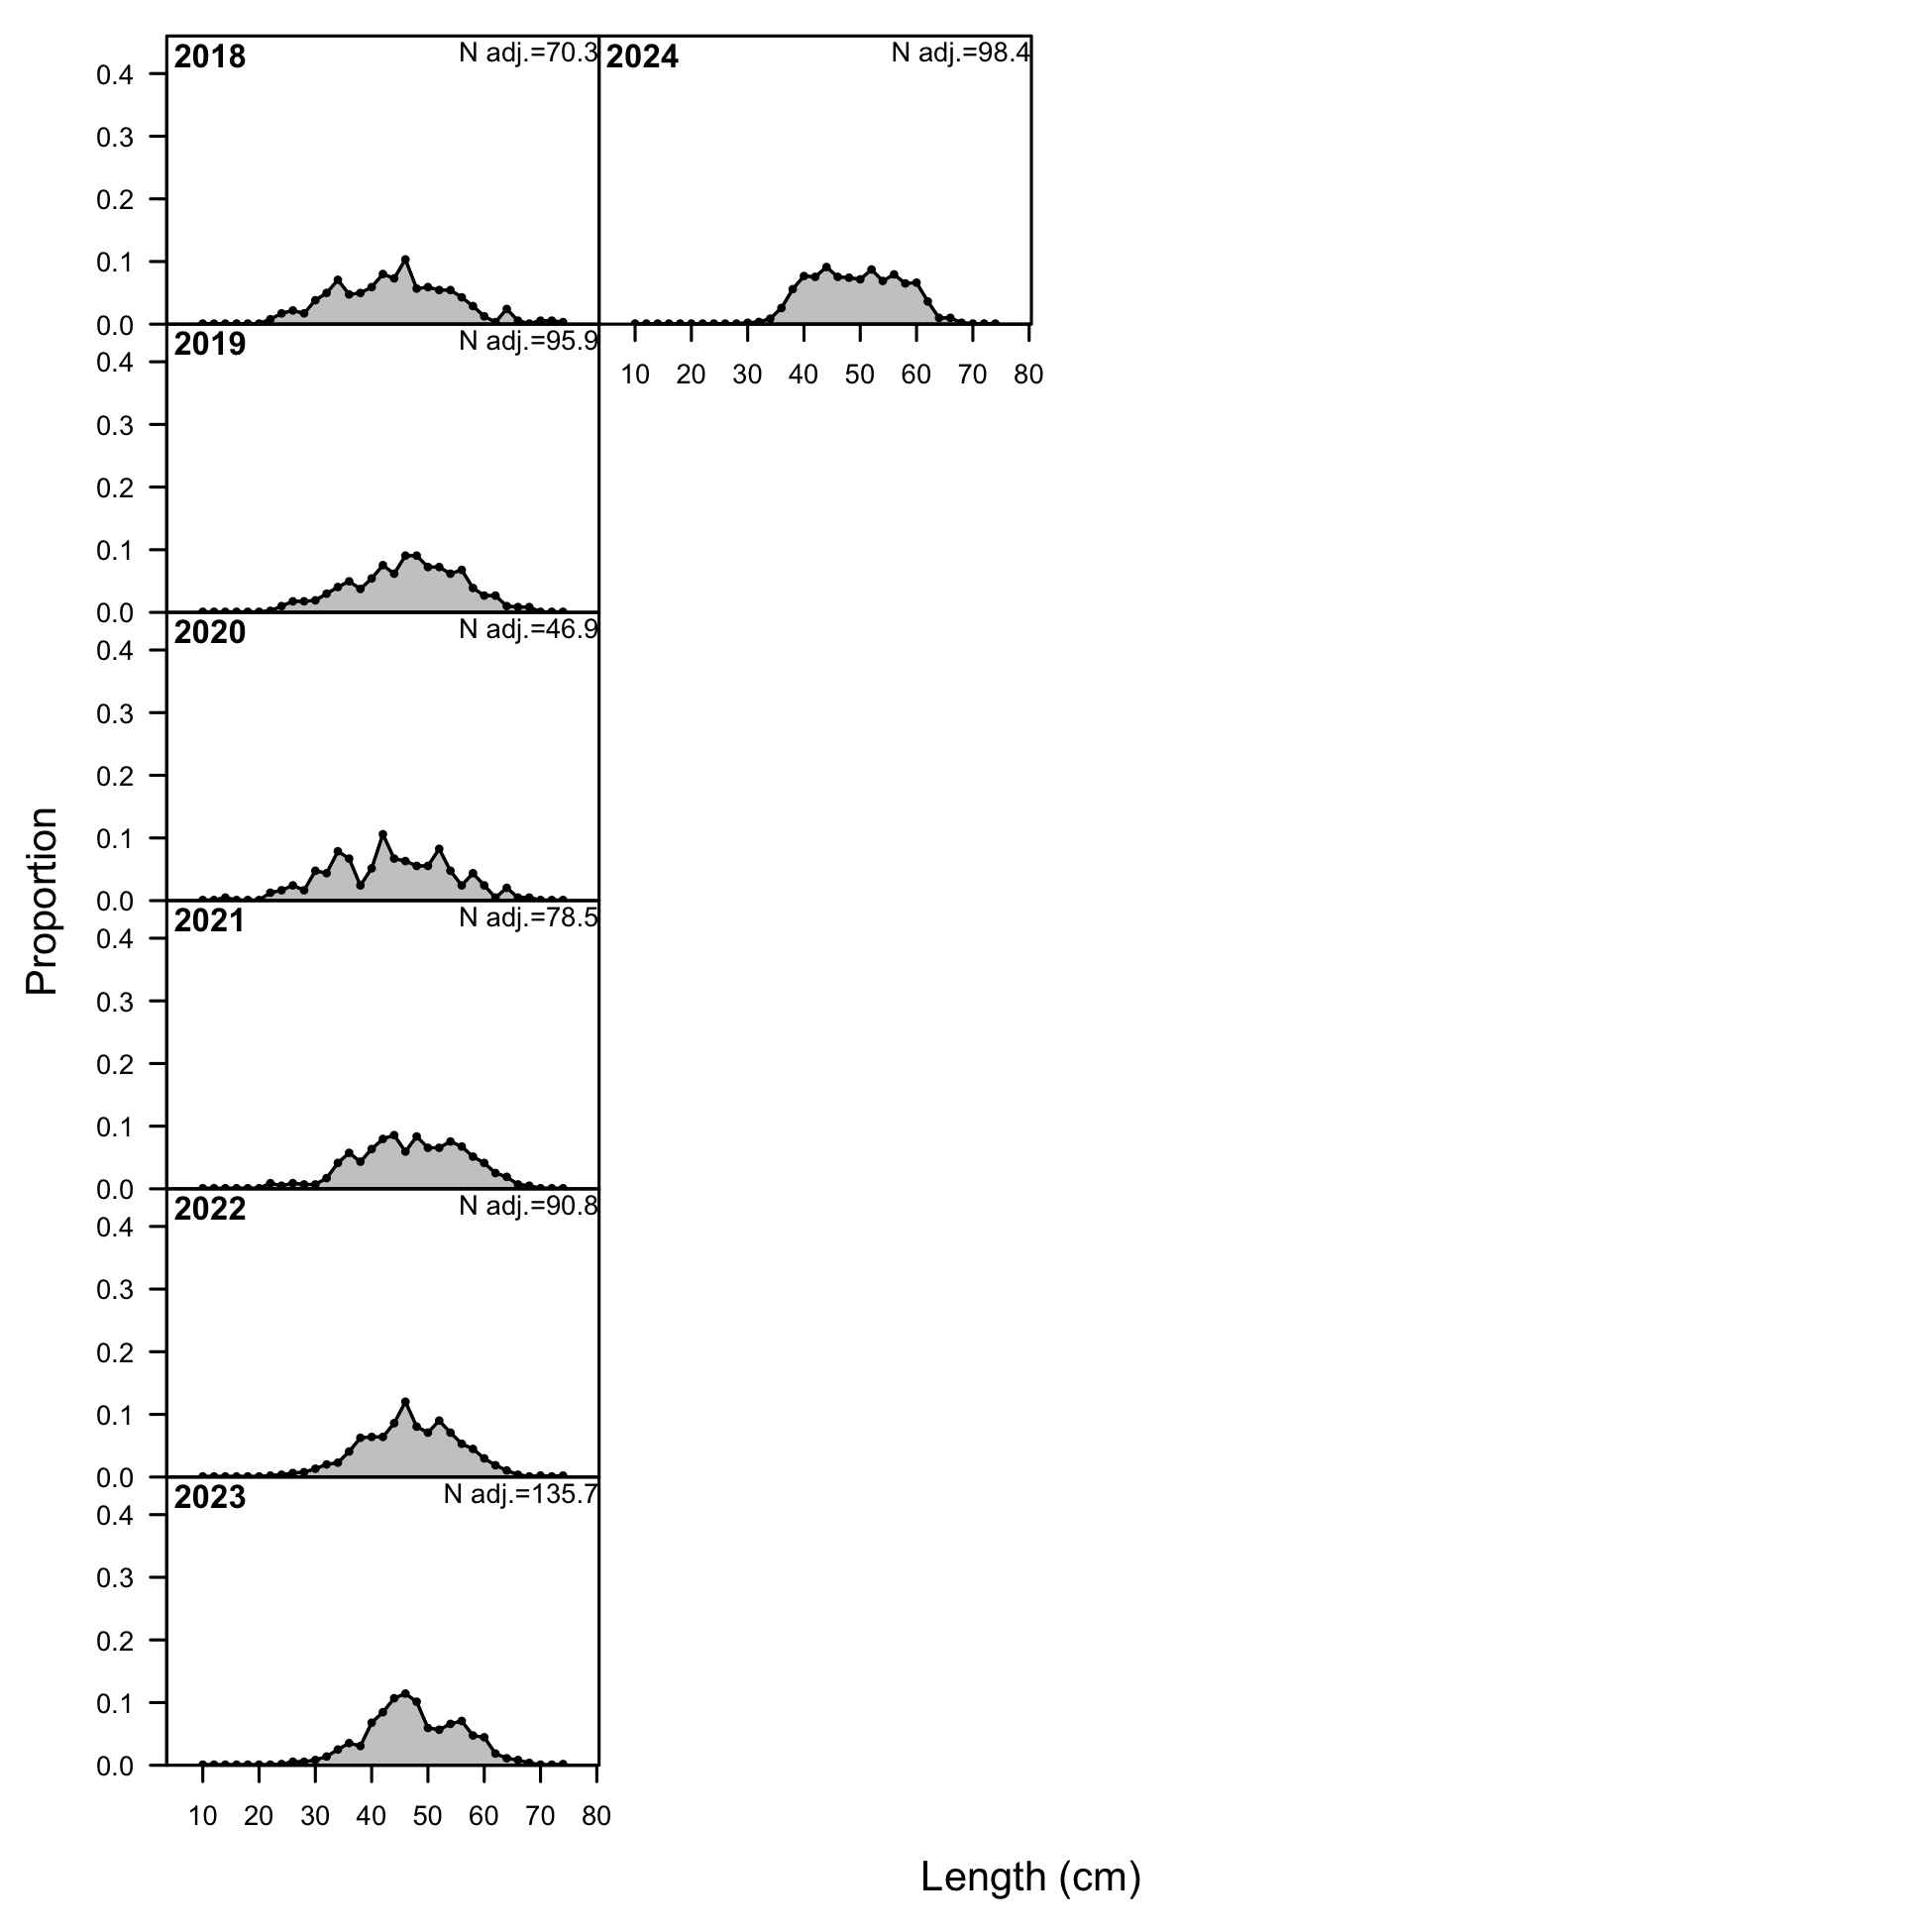 2018 N adj.=70.3
0.4
0.3
0.2
0.1
0.0
2024 N adj.=98.4
10 20 30 40 50 60 70 80
2019 N adj.=95.9
0.4
0.3
0.2
0.1
0.0
2020 N adj.=46.9
0.4
0.3
0.2
0.1
0.0
2021 N adj.=78.5
0.4
0.3
0.2
0.1
0.0
2022 N adj.=90.8
0.4
0.3
0.2
0.1
0.0
2023 N adj.=135.7
0.4
0.3
0.2
0.1
0.0
10 20 30 40 50 60 70 80
Proportion
Length (cm)